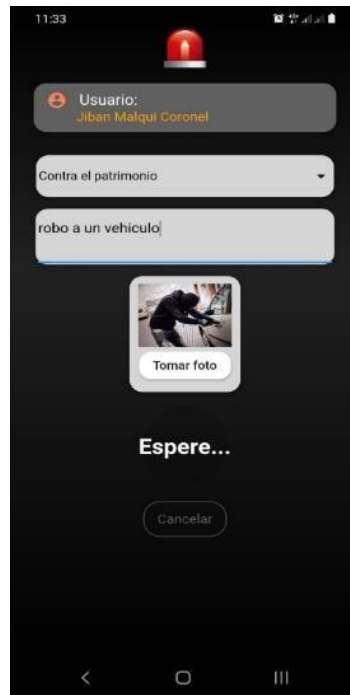 11:33
Usuario:
Jiban Malqui Coronel
Contra el patrimonio
robo a un vehiculo
Tomar foto
Espere...
Cancelar